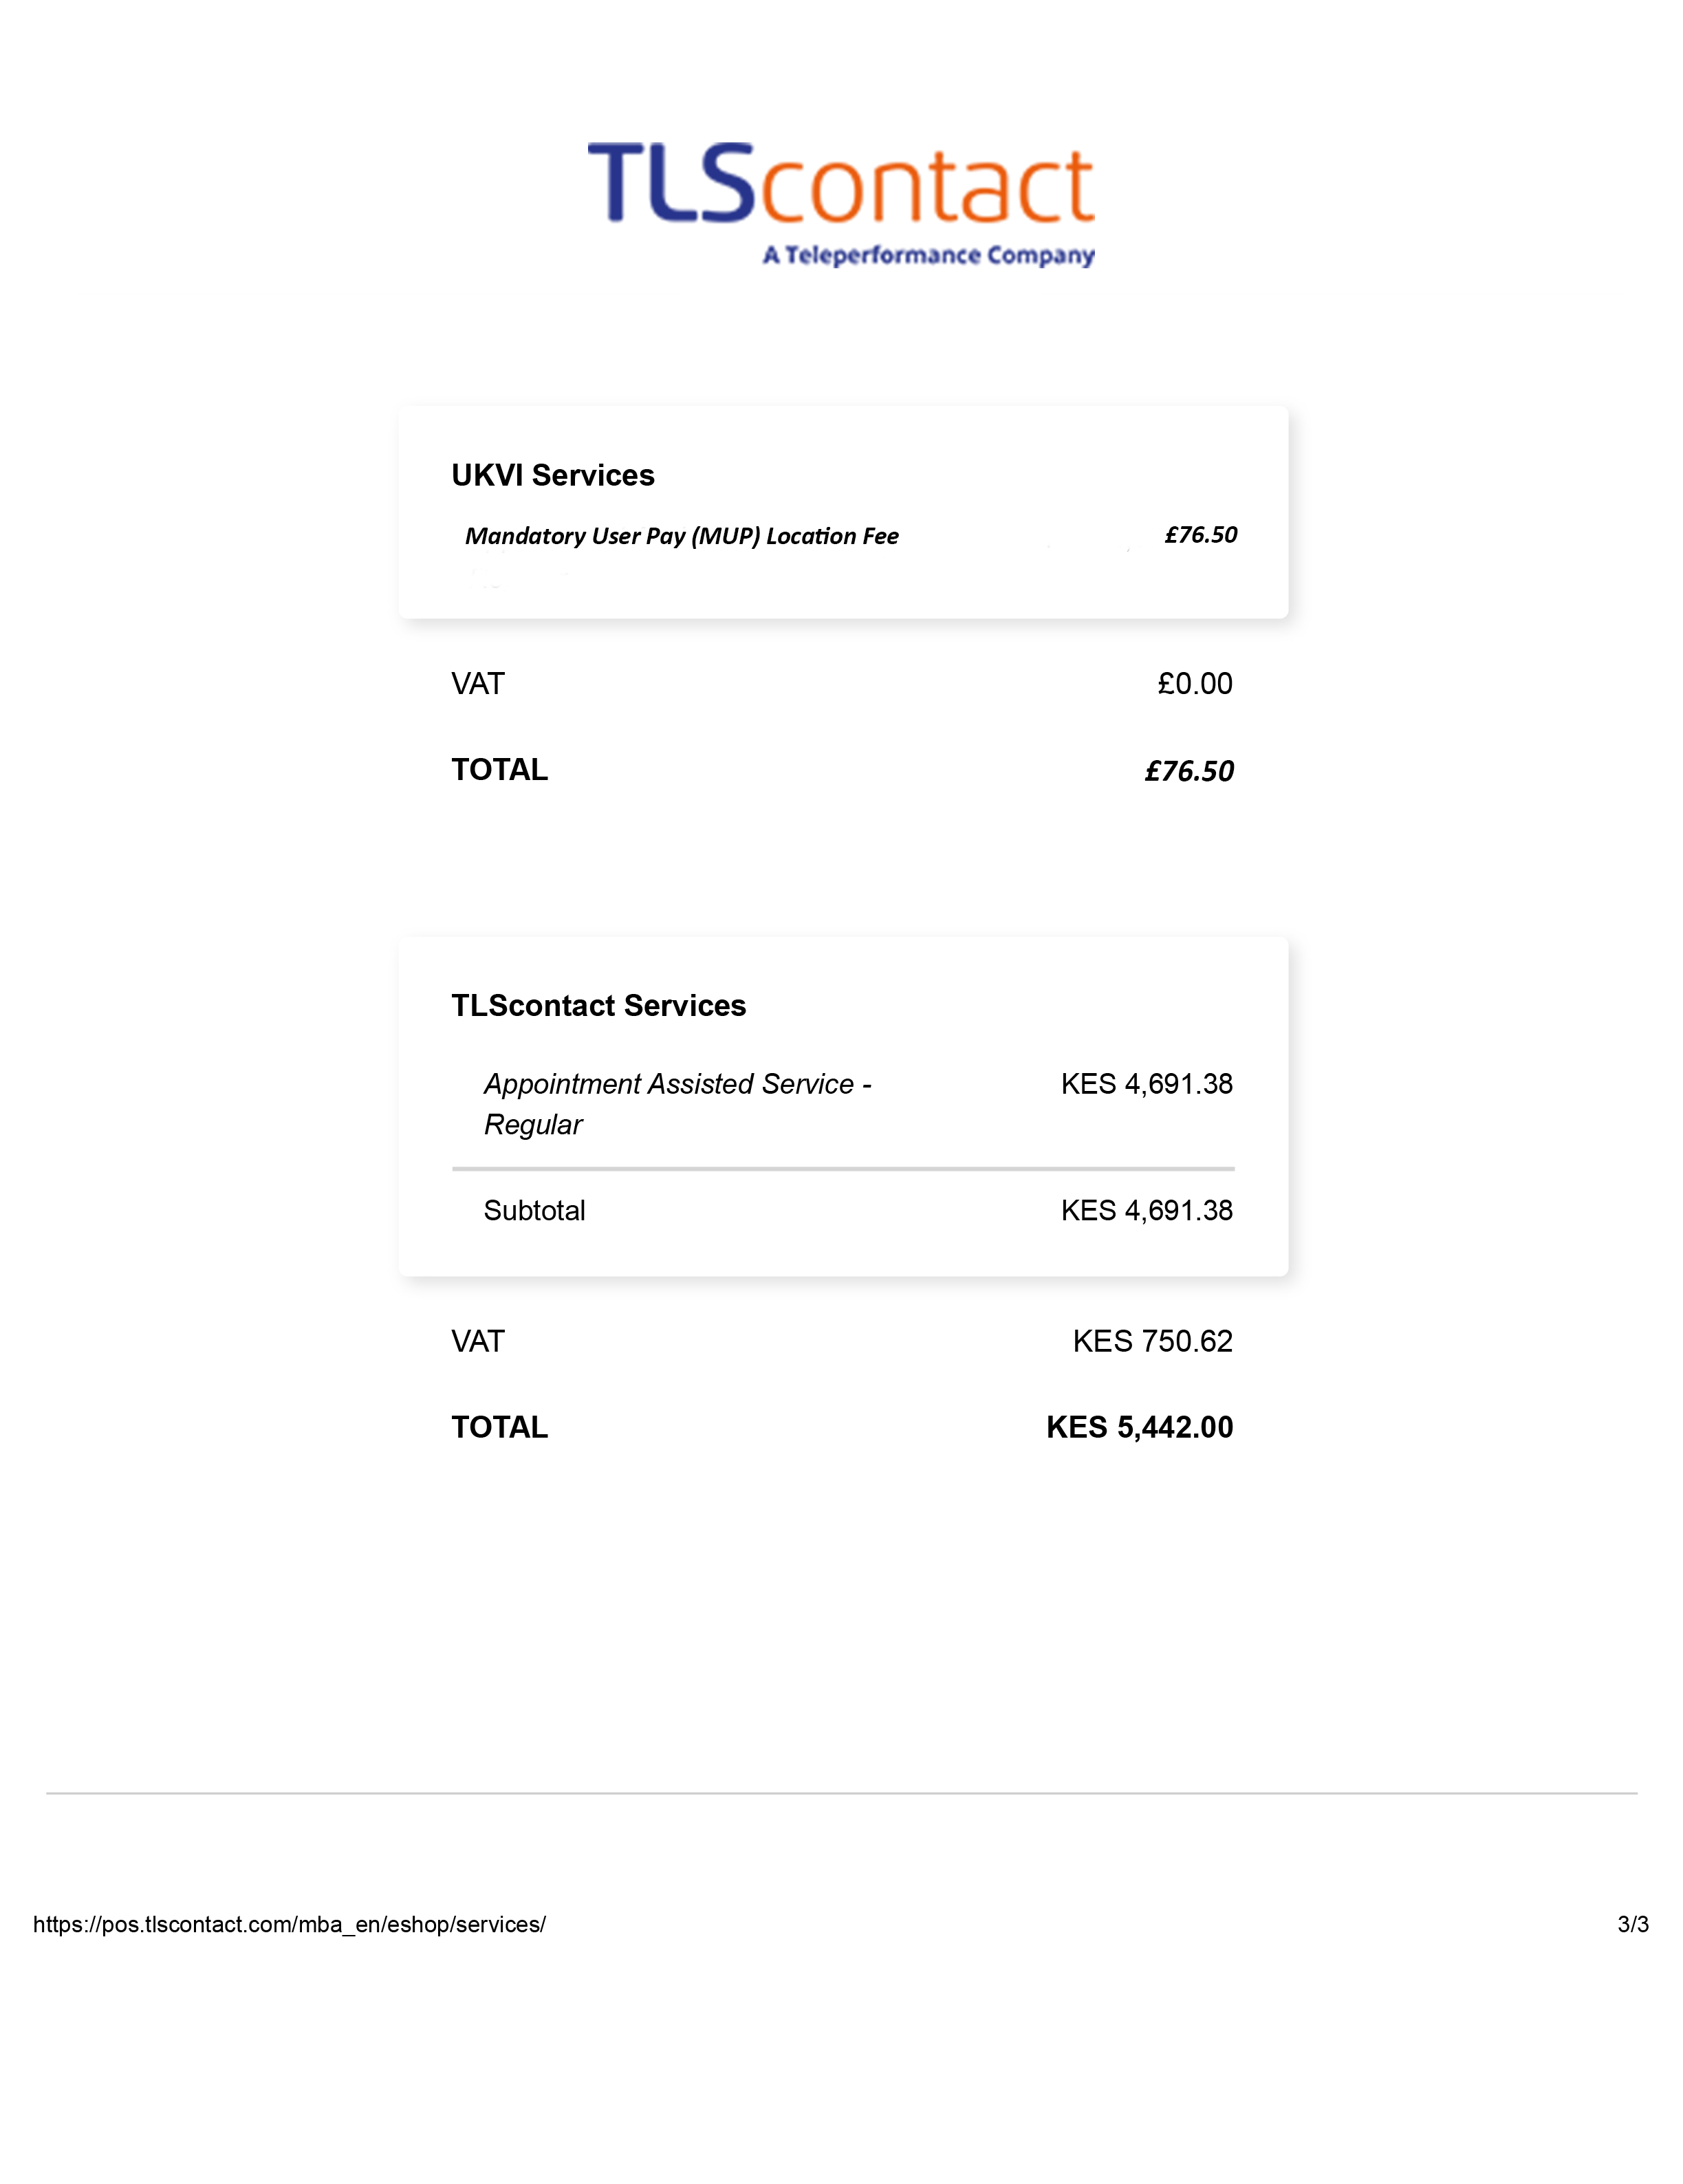 TLScontact
A Teleperformance Company
UKVI Services
Mandatory User Pay (MUP) Location Fee £76.50
VAT £0.00
TOTAL £76.50
TLScontact Services
Appointment Assisted Service - KES 4,691.38
Regular
Subtotal KES 4,691.38
VAT KES 750.62
TOTAL KES 5,442.00
https://pos.tlscontact.com/mba_en/eshop/services/ 3/3